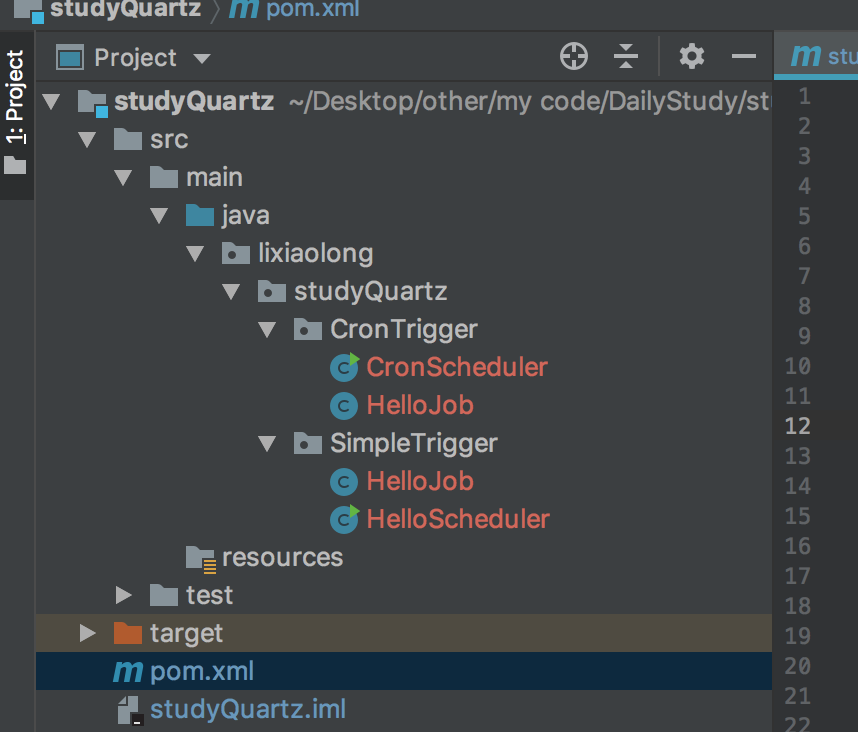 studyQuartz m pom.xml
1: Project
Project
m stu
studyQuartz ~/Desktop/other/my code/DailyStudy/st
src
main
java
lixiaolong
studyQuartz
CronTrigger
C CronScheduler
C HelloJob
SimpleTrigger
C HelloJob
C HelloScheduler
resources
test
target
m pom.xml
studyQuartz.iml
1
2
3
4
5
6
7
8
9
10
11
12
13
14
15
16
17
18
19
20
21
22